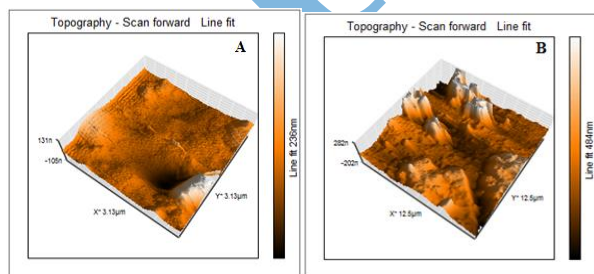 Topography - Scan forward Line fit
A
131n
-105n
X* 3.13µm
Y* 3.13µm
Line fit 236nm
Topography - Scan forward Line fit
B
282n
-202n
X* 12.5µm
Y* 12.5µm
Line fit 484nm